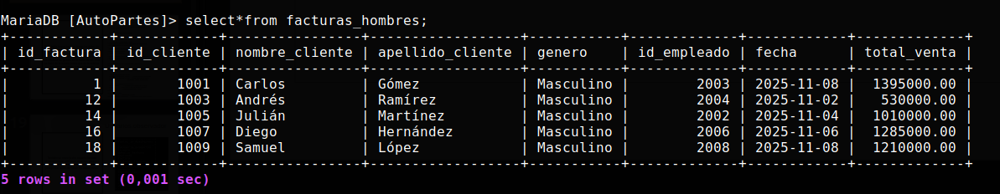 MariaDB [AutoPartes]> select*from facturas_hombres;
+------------+------------+----------------+------------------+-----------+-------------+------------+-------------+
| id_factura | id_cliente | nombre_cliente | apellido_cliente | genero    | id_empleado | fecha      | total_venta |
+------------+------------+----------------+------------------+-----------+-------------+------------+-------------+
|          1 |       1001 | Carlos         | Gómez            | Masculino |        2003 | 2025-11-08 |  1395000.00 |
|         12 |       1003 | Andrés         | Ramírez          | Masculino |        2004 | 2025-11-02 |   530000.00 |
|         14 |       1005 | Julián         | Martínez         | Masculino |        2002 | 2025-11-04 |  1010000.00 |
|         16 |       1007 | Diego          | Hernández        | Masculino |        2006 | 2025-11-06 |  1285000.00 |
|         18 |       1009 | Samuel         | López            | Masculino |        2008 | 2025-11-08 |  1210000.00 |
+------------+------------+----------------+------------------+-----------+-------------+------------+-------------+
5 rows in set (0,001 sec)